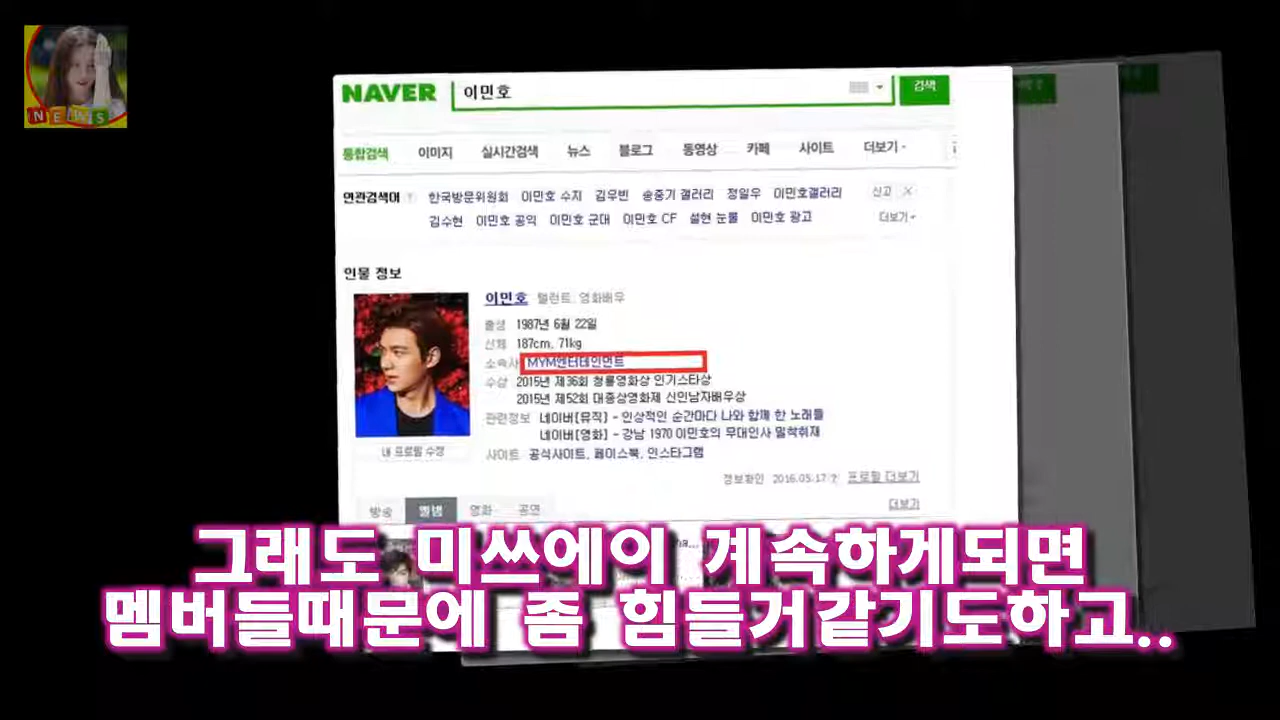 NEWS
NAVER 이민호 검색
통합검색 이미지 실시간검색 뉴스 블로그 동영상 카페 사이트 더보기
연관검색어 한국방문위원회 이민호 수지 김우빈 송중기 갤러리 정일우 이민호갤러리 신고
김수현 이민호 공익 이민호 군대 이민호 CF 설현 눈물 이민호 광고 더보기
인물 정보
이민호 탤런트, 영화배우
출생 1987년 6월 22일
신체 187cm, 71kg
소속사 MYM엔터테인먼트
수상 2015년 제36회 청룡영화상 인기스타상
2015년 제52회 대종상영화제 신인남자배우상
관련정보 네이버[뮤직] - 인상적인 순간마다 나와 함께 한 노래들
네이버[영화] - 강남 1970 이민호의 무대인사 밀착취재
사이트 공식사이트, 페이스북, 인스타그램
내 프로필 수정
정보확인 2016.05.17 프로필 더보기
더보기
방송 앨범 영화 공연
그래도 미쓰에이 계속하게되면
멤버들때문에 좀 힘들거같기도하고..